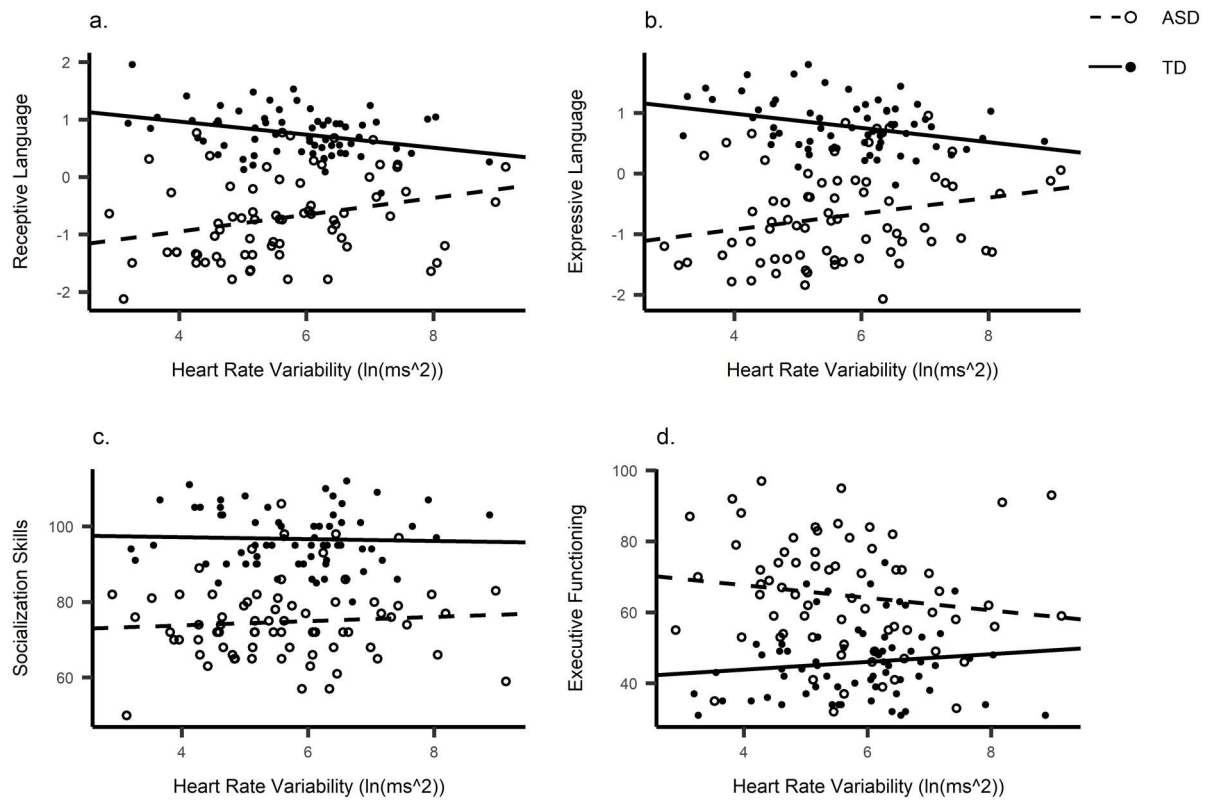 a.
b.
ASD
TD
Receptive Language
2
1
0
-1
-2
4
6
8
Heart Rate Variability (ln(ms^2))
Expressive Language
1
0
-1
-2
4
6
8
Heart Rate Variability (ln(ms^2))
c.
d.
Socialization Skills
100
80
60
4
6
8
Heart Rate Variability (ln(ms^2))
Executive Functioning
100
80
60
40
4
6
8
Heart Rate Variability (ln(ms^2))